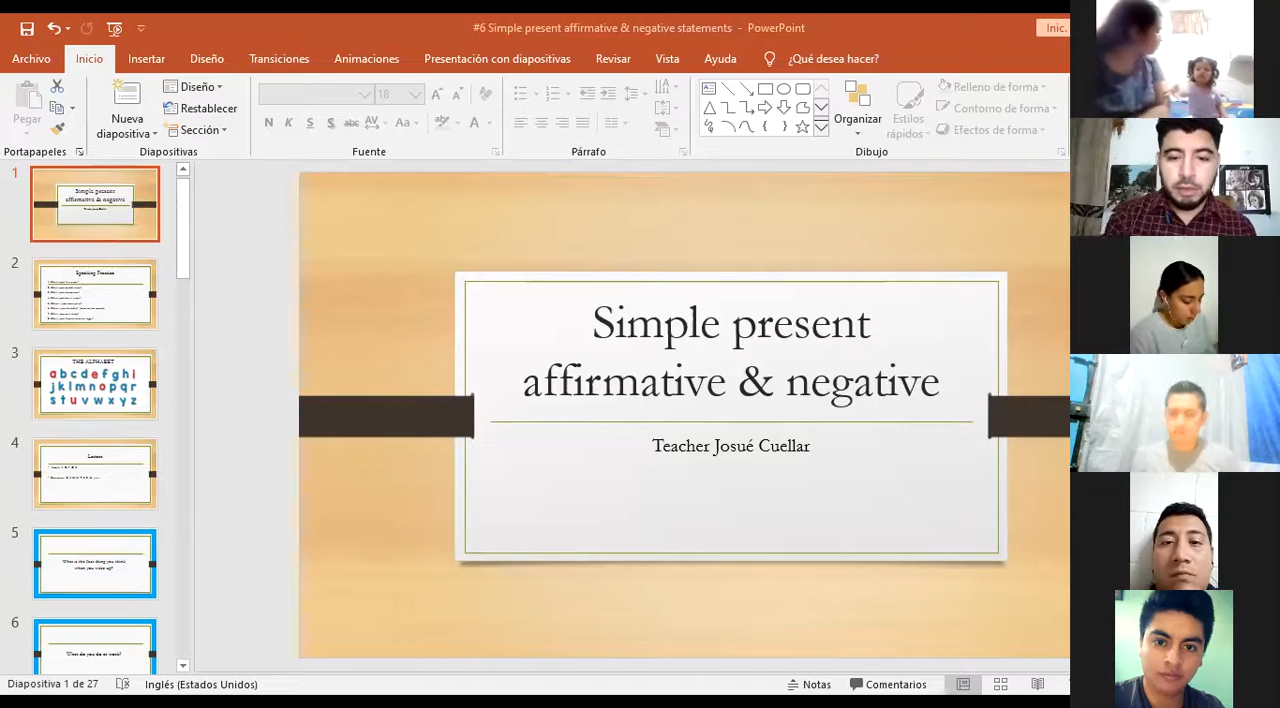 #6 Simple present affirmative & negative statements - PowerPoint
Inic.
Archivo Inicio Insertar Diseño Transiciones Animaciones Presentación con diapositivas Revisar Vista Ayuda ¿Qué desea hacer?
Pegar
Nueva diapositiva
Diseño
Restablecer
Sección
18
N K S S abc AV Aa A
Organizar
Estilos rápidos
Relleno de forma
Contorno de forma
Efectos de forma
Portapapeles Diapositivas Fuente Párrafo Dibujo
1
Simple present
affirmative & negative
2
Speaking Practice
3
THE ALPHABET
a b c d e f g h i
j k l m n o p q r
s t u v w x y z
4
5
What is the first thing you think
when you wake up?
6
What do you do at work?
Simple present
affirmative & negative
Teacher Josué Cuellar
Diapositiva 1 de 27 Inglés (Estados Unidos) Notas Comentarios